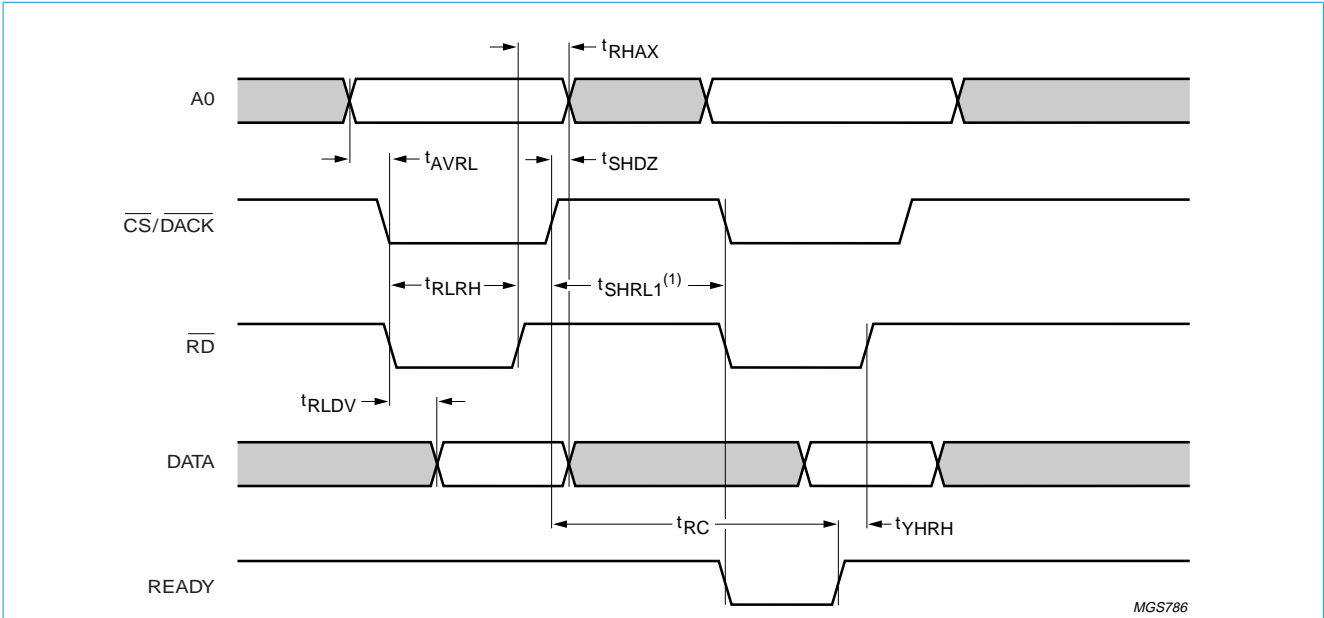 tRHAX
A0
tAVRL
tSHDZ
CS/DACK
tRLRH
tSHRL1(1)
RD
tRLDV
DATA
tRC
tYHRH
READY
MGS786